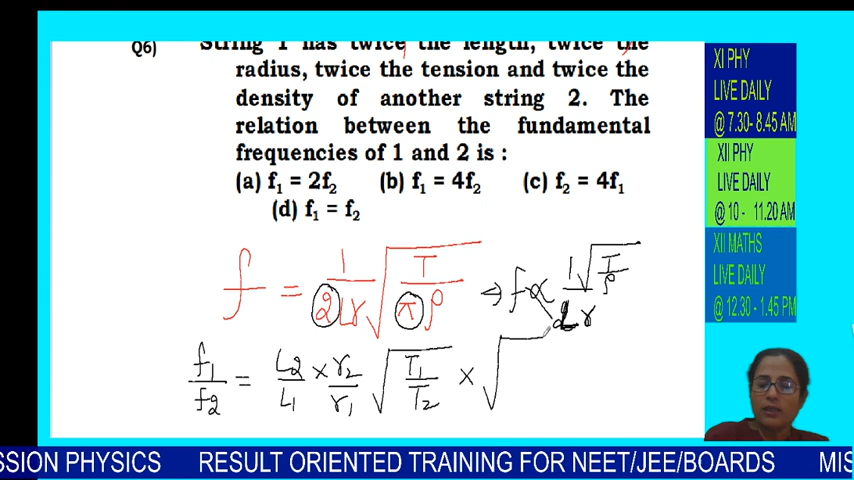 Q6) String 1 has twice the length, twice the
radius, twice the tension and twice the
density of another string 2. The
relation between the fundamental
frequencies of 1 and 2 is :
(a) f₁ = 2f₂ (b) f₁ = 4f₂ (c) f₂ = 4f₁
(d) f₁ = f₂
f = 1/2Lr √T/πρ ⇒ f ∝ 1/Lr √T/ρ
f₁/f₂ = L₂/L₁ × r₂/r₁ √T₁/T₂ × √
XI PHY
LIVE DAILY
@ 7.30- 8.45 AM
XII PHY
LIVE DAILY
@ 10 - 11.20 AM
XII MATHS
LIVE DAILY
@ 12.30 - 1.45 PM
SSION PHYSICS RESULT ORIENTED TRAINING FOR NEET/JEE/BOARDS MIS